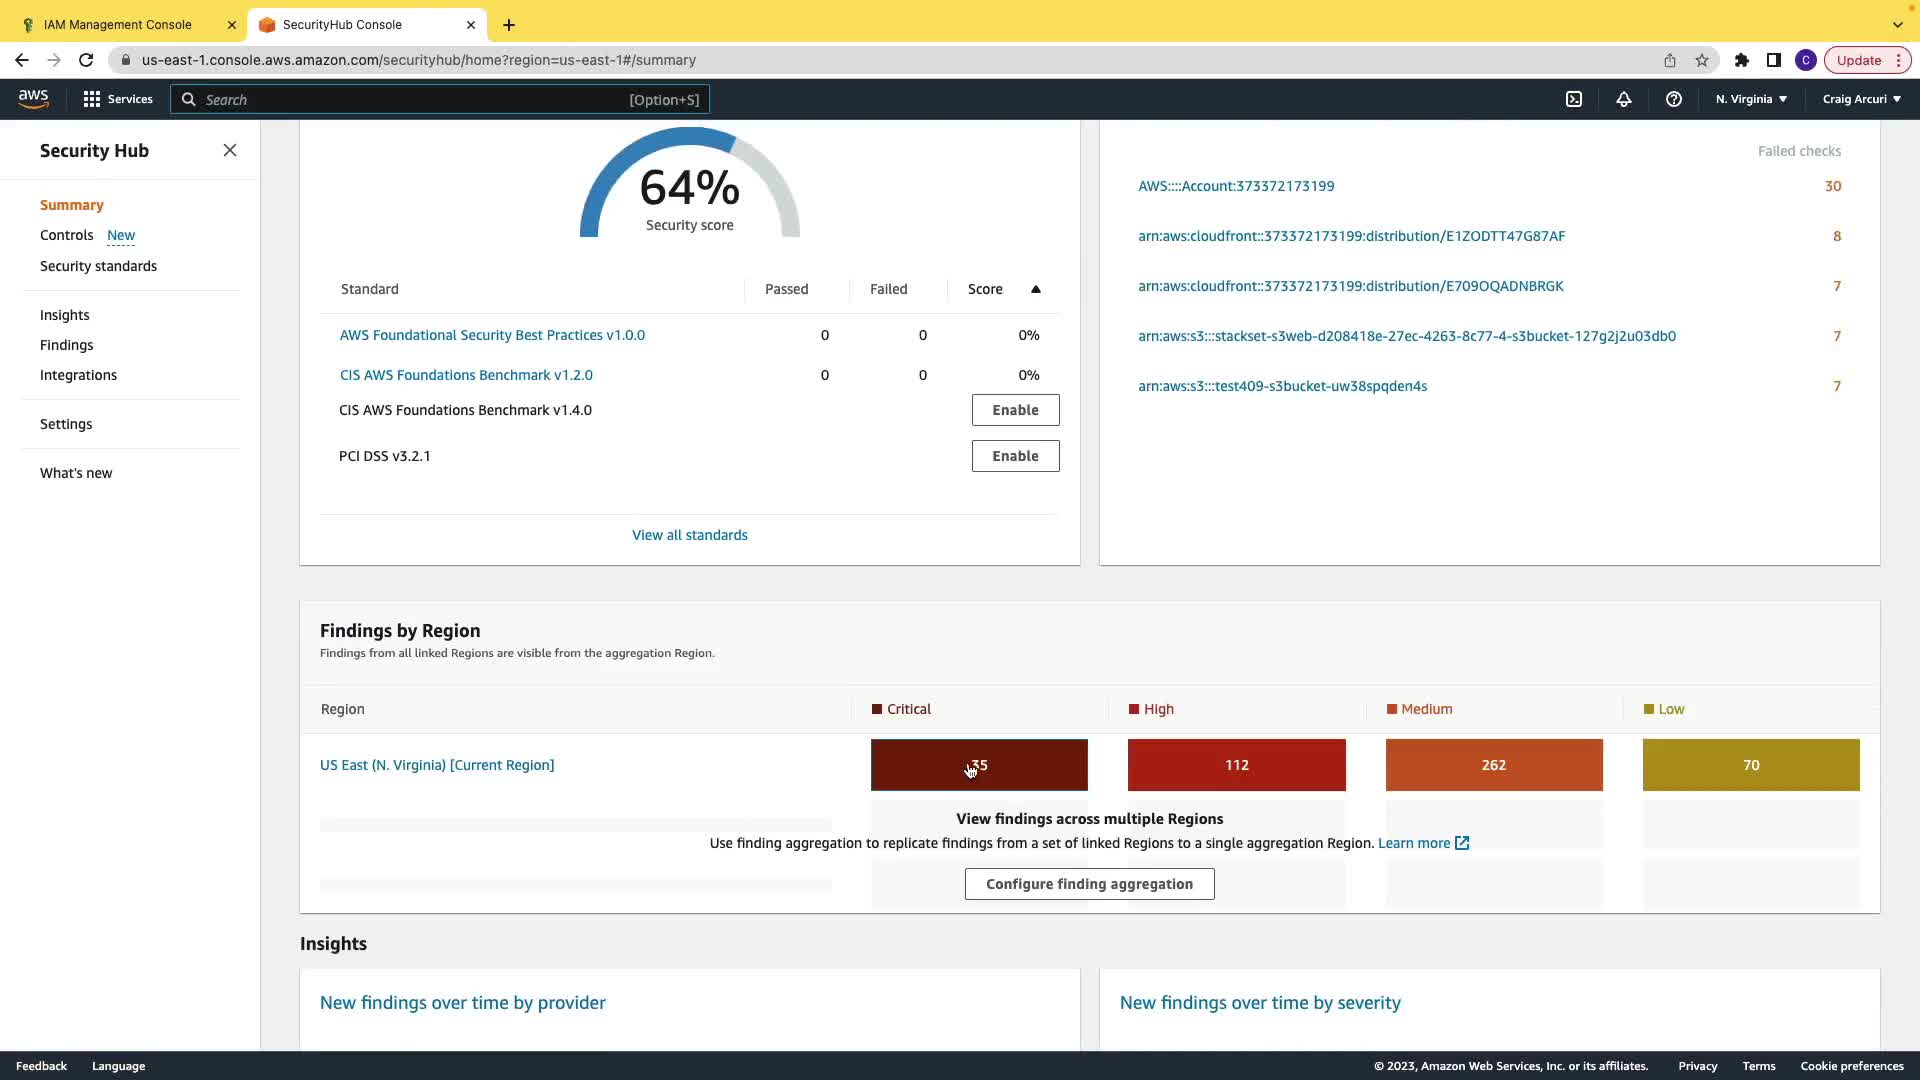 IAM Management Console
SecurityHub Console
us-east-1.console.aws.amazon.com/securityhub/home?region=us-east-1#/summary
C
Update
aws
Services
Search
[Option+S]
N. Virginia
Craig Arcuri
Security Hub
Summary
Controls New
Security standards
Insights
Findings
Integrations
Settings
What's new
64%
Security score
Standard Passed Failed Score
AWS Foundational Security Best Practices v1.0.0 0 0 0%
CIS AWS Foundations Benchmark v1.2.0 0 0 0%
CIS AWS Foundations Benchmark v1.4.0 Enable
PCI DSS v3.2.1 Enable
View all standards
Failed checks
AWS::::Account:373372173199 30
arn:aws:cloudfront::373372173199:distribution/E1ZODTT47G87AF 8
arn:aws:cloudfront::373372173199:distribution/E709OQADNBRGK 7
arn:aws:s3:::stackset-s3web-d208418e-27ec-4263-8c77-4-s3bucket-127g2j2u03db0 7
arn:aws:s3:::test409-s3bucket-uw38spqden4s 7
Findings by Region
Findings from all linked Regions are visible from the aggregation Region.
Region Critical High Medium Low
US East (N. Virginia) [Current Region] 35 112 262 70
View findings across multiple Regions
Use finding aggregation to replicate findings from a set of linked Regions to a single aggregation Region. Learn more
Configure finding aggregation
Insights
New findings over time by provider
New findings over time by severity
Feedback Language © 2023, Amazon Web Services, Inc. or its affiliates. Privacy Terms Cookie preferences